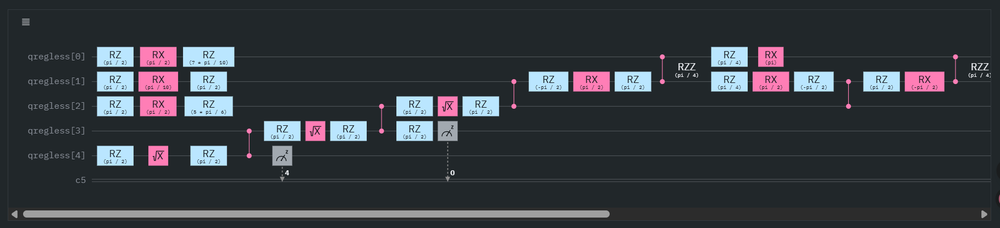 qregless[0] RZ (pi / 2) RX (pi / 2) RZ (7 * pi / 10) RZ (pi / 4) RX (pi)
RZZ (pi / 4) RZZ (pi / 4)
qregless[1] RZ (pi / 2) RX (pi / 10) RZ (pi / 2) RZ (-pi / 2) RX (pi / 2) RZ (pi / 2) RZ (pi / 4) RX (pi / 2) RZ (-pi / 2) RZ (pi / 2) RX (-pi / 2)
qregless[2] RZ (pi / 2) RX (pi / 2) RZ (5 * pi / 6) RZ (pi / 2) √X RZ (pi / 2)
qregless[3] RZ (pi / 2) √X RZ (pi / 2) RZ (pi / 2) z
qregless[4] RZ (pi / 2) √X RZ (pi / 2) z
4 0
c5